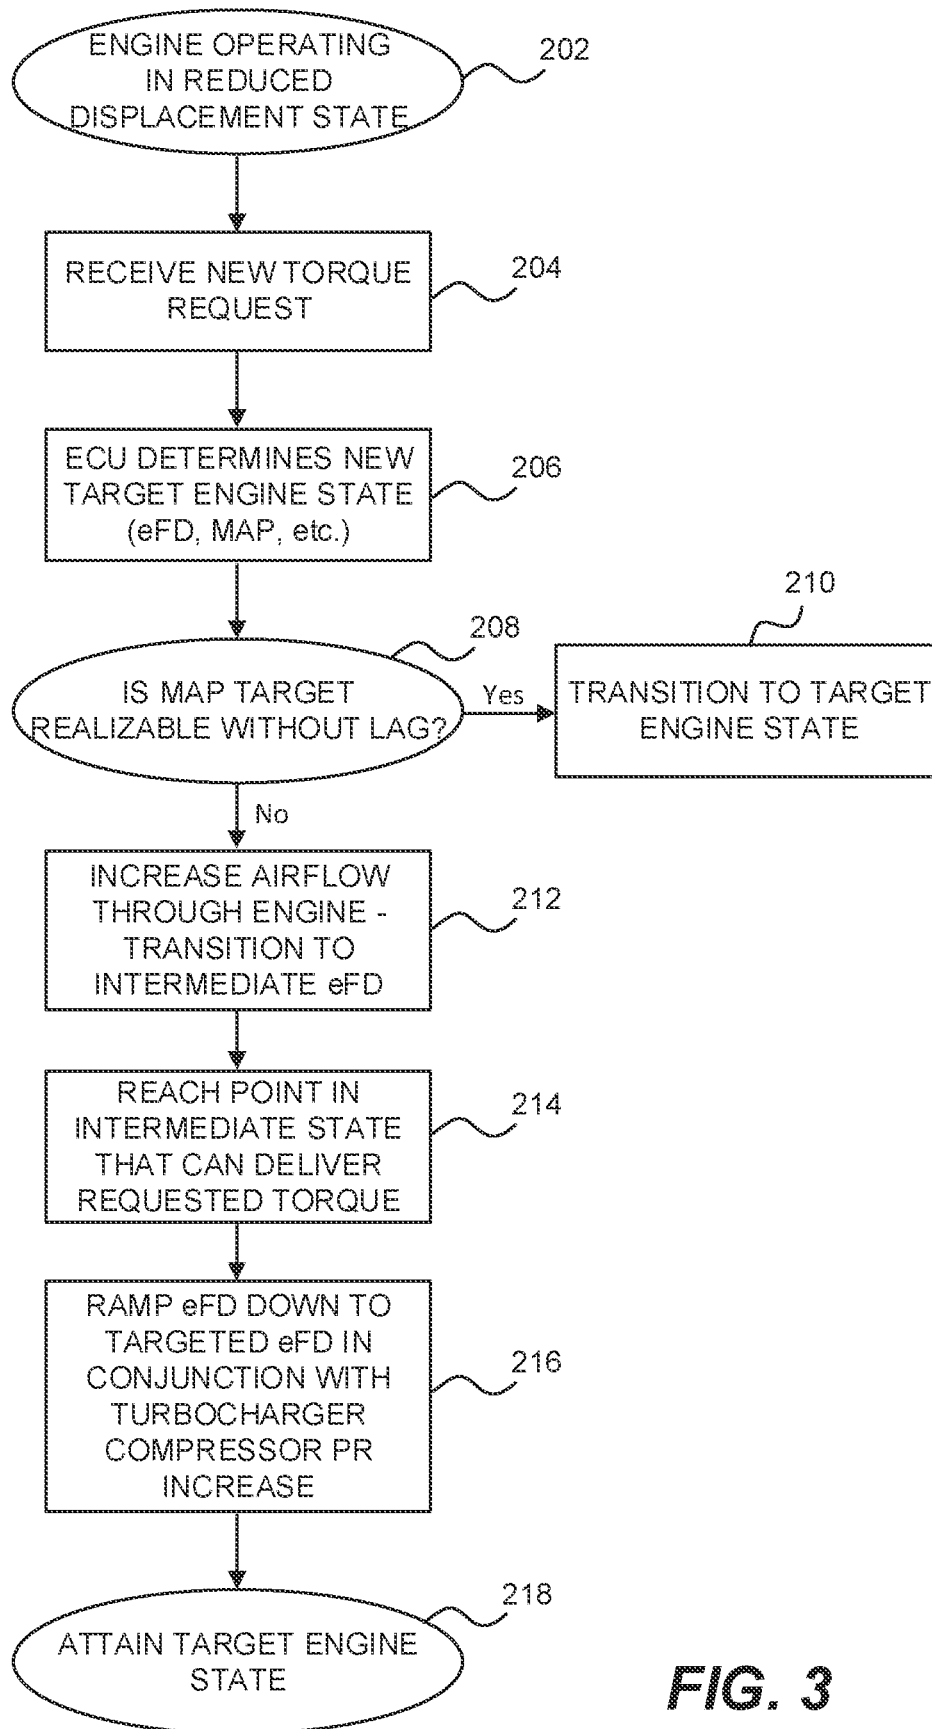 ENGINE OPERATING
IN REDUCED
DISPLACEMENT STATE
202
RECEIVE NEW TORQUE
REQUEST
204
ECU DETERMINES NEW
TARGET ENGINE STATE
(eFD, MAP, etc.)
206
IS MAP TARGET
REALIZABLE WITHOUT LAG?
208
Yes
210
TRANSITION TO TARGET
ENGINE STATE
No
INCREASE AIRFLOW
THROUGH ENGINE -
TRANSITION TO
INTERMEDIATE eFD
212
REACH POINT IN
INTERMEDIATE STATE
THAT CAN DELIVER
REQUESTED TORQUE
214
RAMP eFD DOWN TO
TARGETED eFD IN
CONJUNCTION WITH
TURBOCHARGER
COMPRESSOR PR
INCREASE
216
ATTAIN TARGET ENGINE
STATE
218
FIG. 3